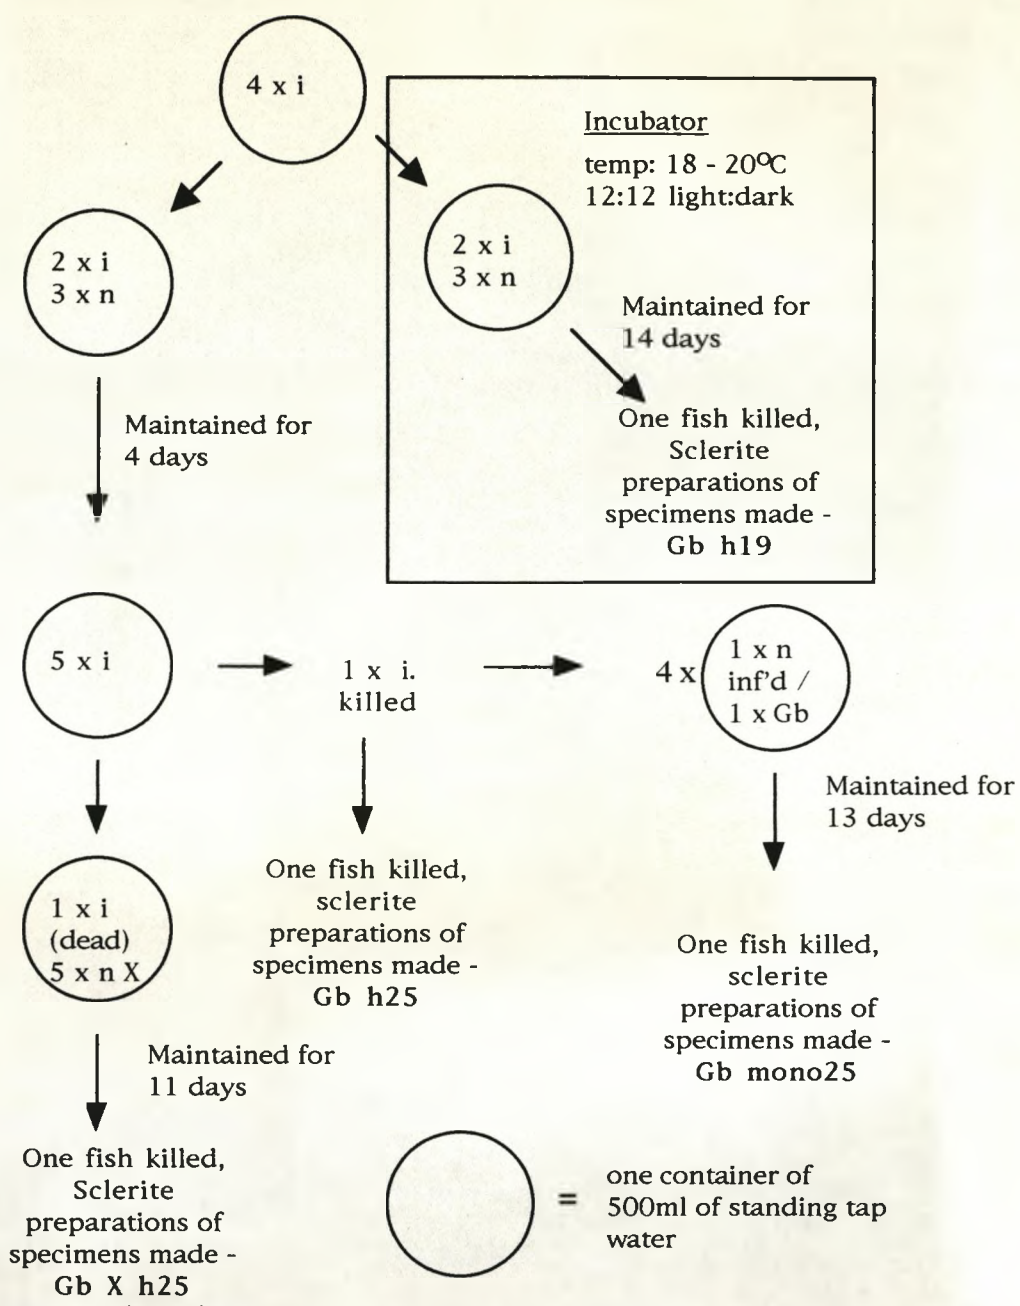 4 x i
Incubator
temp: 18 - 20°C
12:12 light:dark
2 x i
3 x n
2 x i
3 x n
Maintained for
14 days
One fish killed,
Sclerite
preparations of
specimens made -
Gb h19
Maintained for
4 days
5 x i
1 x i.
killed
4 x
1 x n
inf'd /
1 x Gb
Maintained for
13 days
One fish killed,
sclerite
preparations of
specimens made -
Gb h25
1 x i
(dead)
5 x n X
One fish killed,
sclerite
preparations of
specimens made -
Gb mono25
Maintained for
11 days
One fish killed,
Sclerite
preparations of
specimens made -
Gb X h25
=
one container of
500ml of standing tap
water